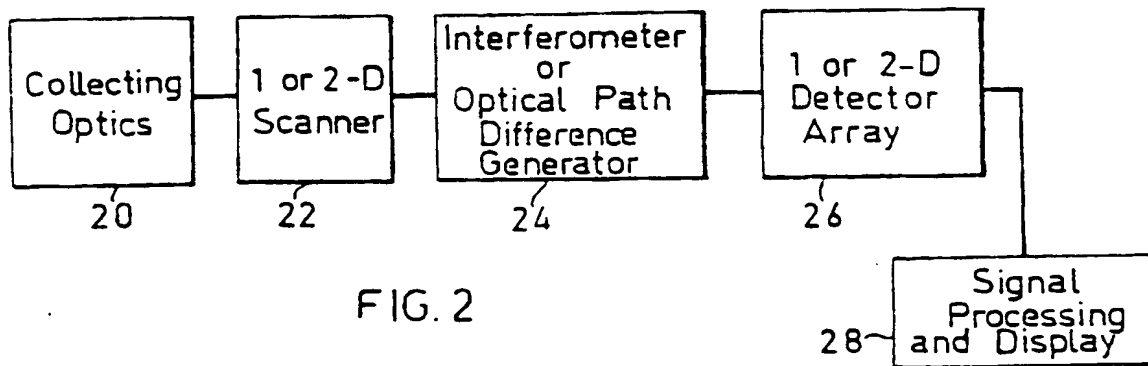 Collecting
Optics
20
1 or 2-D
Scanner
22
Interferometer
or
Optical Path
Difference
Generator
24
1 or 2-D
Detector
Array
26
Signal
Processing
and Display
28
FIG. 2